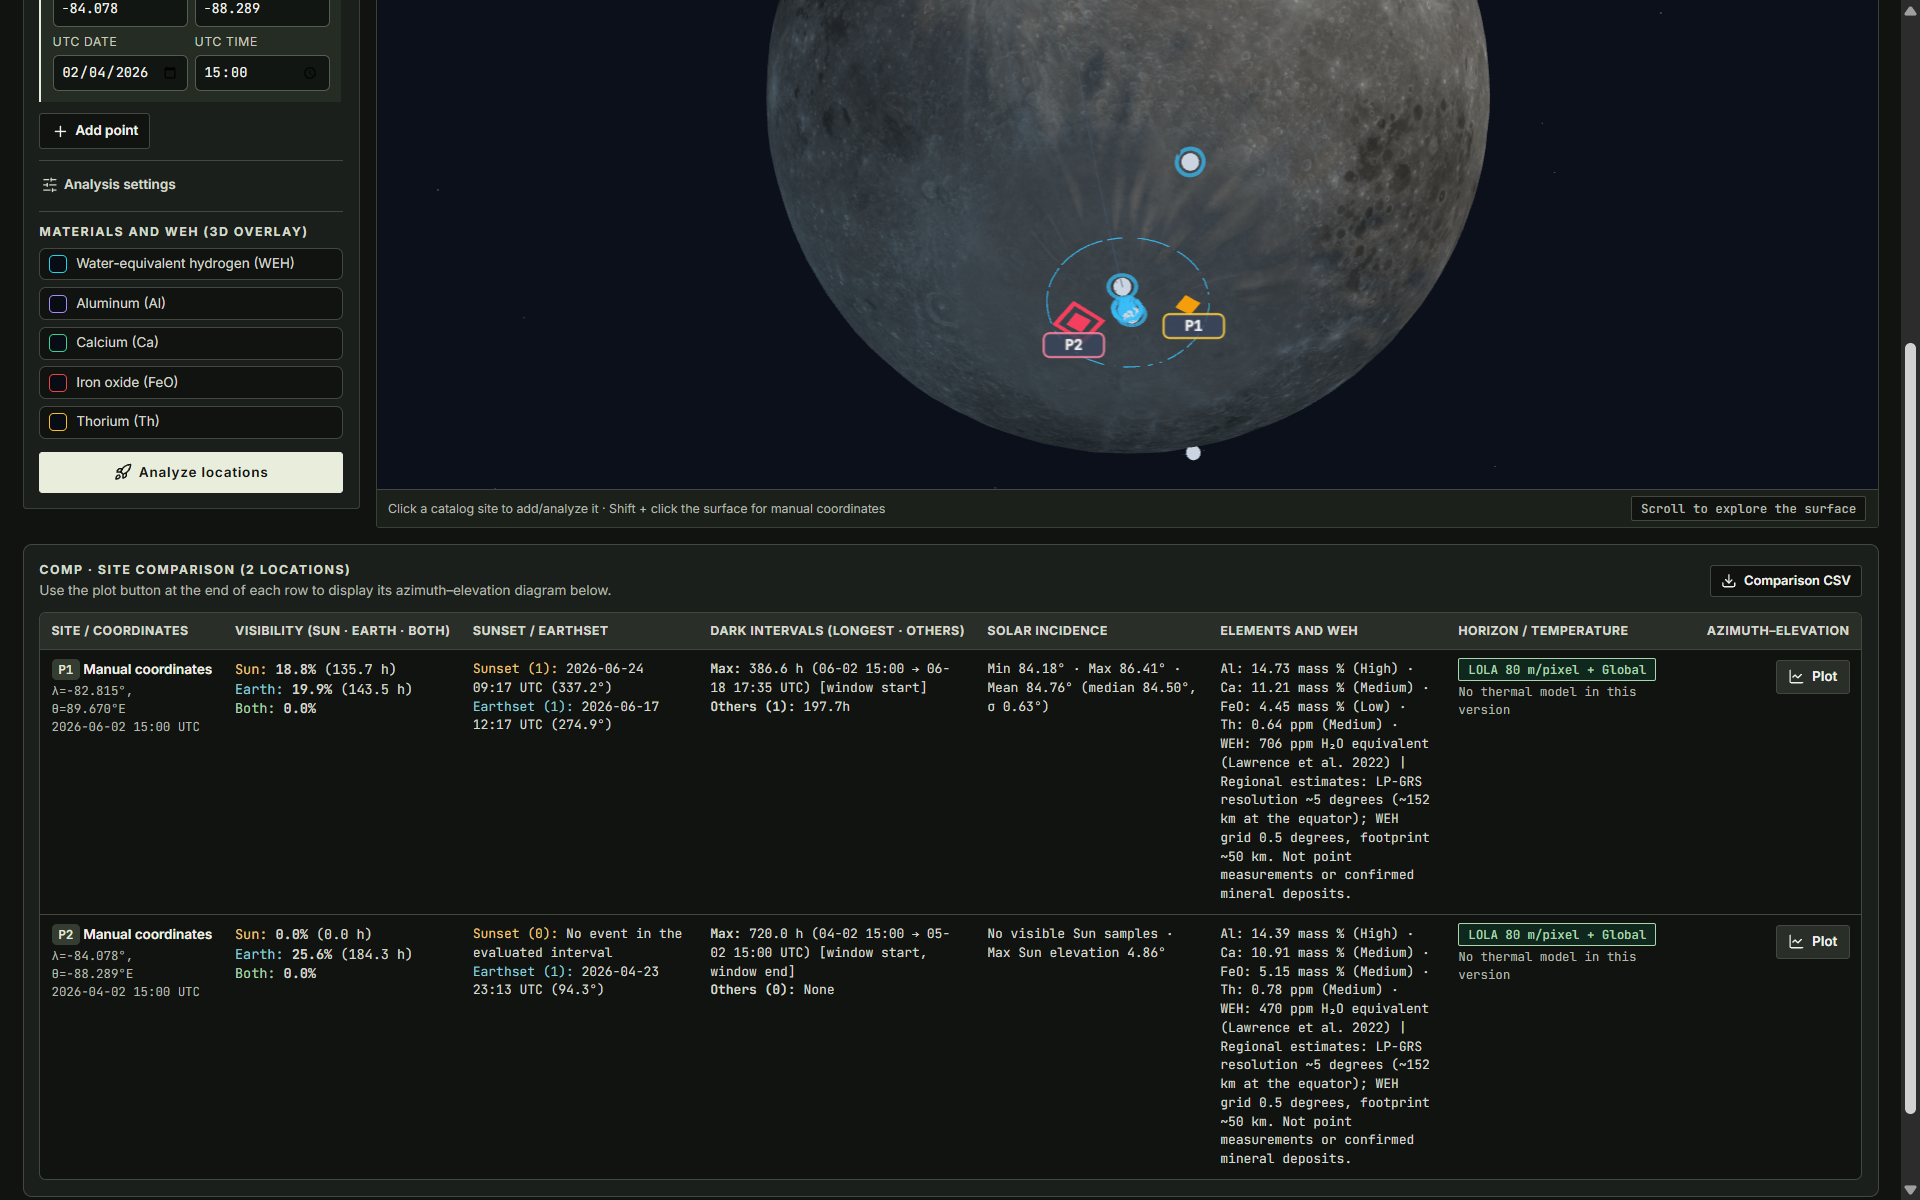 -84.078
-88.289
UTC DATE
UTC TIME
02/04/2026
15:00
Add point
Analysis settings
MATERIALS AND WEH (3D OVERLAY)
Water-equivalent hydrogen (WEH)
Aluminum (Al)
Calcium (Ca)
Iron oxide (FeO)
Thorium (Th)
Analyze locations
P1
P2
Click a catalog site to add/analyze it · Shift + click the surface for manual coordinates
Scroll to explore the surface
COMP · SITE COMPARISON (2 LOCATIONS)
Use the plot button at the end of each row to display its azimuth–elevation diagram below.
Comparison CSV
SITE / COORDINATES
VISIBILITY (SUN · EARTH · BOTH)
SUNSET / EARTHSET
DARK INTERVALS (LONGEST · OTHERS)
SOLAR INCIDENCE
ELEMENTS AND WEH
HORIZON / TEMPERATURE
AZIMUTH–ELEVATION
P1 Manual coordinates
λ=-82.815°,
θ=89.670°E
2026-06-02 15:00 UTC
Sun: 18.8% (135.7 h)
Earth: 19.9% (143.5 h)
Both: 0.0%
Sunset (1): 2026-06-24
09:17 UTC (337.2°)
Earthset (1): 2026-06-17
12:17 UTC (274.9°)
Max: 386.6 h (06-02 15:00 → 06-
18 17:35 UTC) [window start]
Others (1): 197.7h
Min 84.18° · Max 86.41° ·
Mean 84.76° (median 84.50°,
σ 0.63°)
Al: 14.73 mass % (High) ·
Ca: 11.21 mass % (Medium) ·
FeO: 4.45 mass % (Low) ·
Th: 0.64 ppm (Medium) ·
WEH: 706 ppm H₂O equivalent
(Lawrence et al. 2022) |
Regional estimates: LP-GRS
resolution ~5 degrees (~152
km at the equator); WEH
grid 0.5 degrees, footprint
~50 km. Not point
measurements or confirmed
mineral deposits.
LOLA 80 m/pixel + Global
No thermal model in this
version
Plot
P2 Manual coordinates
λ=-84.078°,
θ=-88.289°E
2026-04-02 15:00 UTC
Sun: 0.0% (0.0 h)
Earth: 25.6% (184.3 h)
Both: 0.0%
Sunset (0): No event in the
evaluated interval
Earthset (1): 2026-04-23
23:13 UTC (94.3°)
Max: 720.0 h (04-02 15:00 → 05-
02 15:00 UTC) [window start,
window end]
Others (0): None
No visible Sun samples ·
Max Sun elevation 4.86°
Al: 14.39 mass % (High) ·
Ca: 10.91 mass % (Medium) ·
FeO: 5.15 mass % (Medium) ·
Th: 0.78 ppm (Medium) ·
WEH: 470 ppm H₂O equivalent
(Lawrence et al. 2022) |
Regional estimates: LP-GRS
resolution ~5 degrees (~152
km at the equator); WEH
grid 0.5 degrees, footprint
~50 km. Not point
measurements or confirmed
mineral deposits.
LOLA 80 m/pixel + Global
No thermal model in this
version
Plot